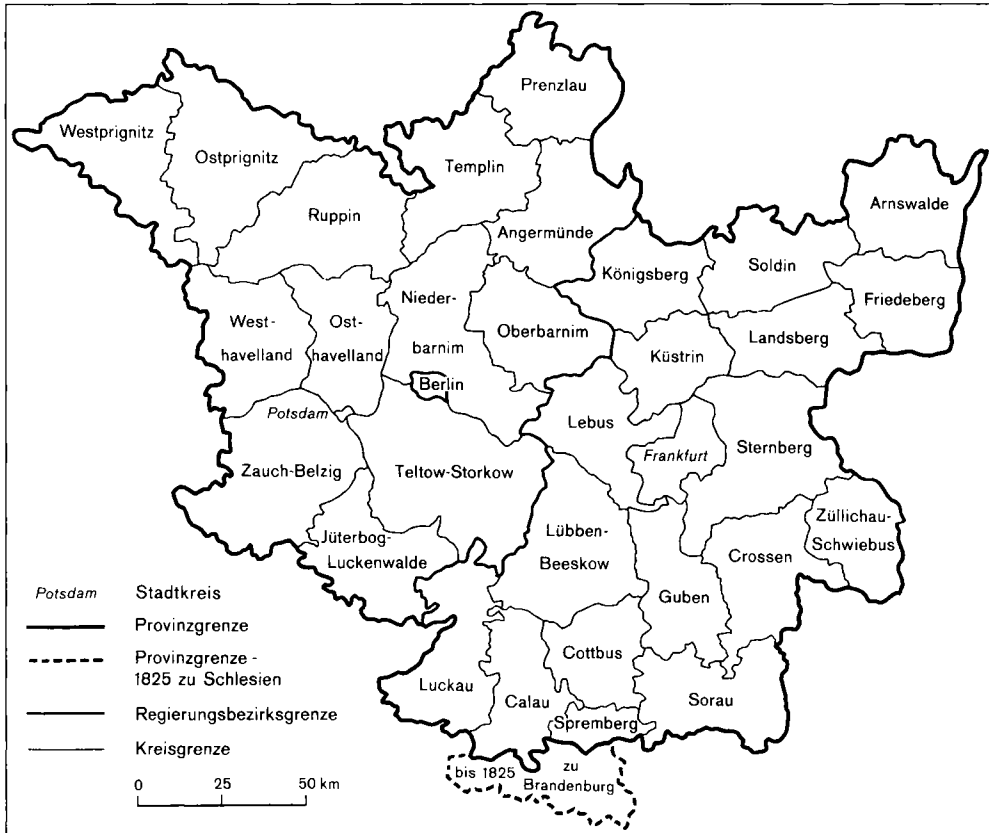 Prenzlau
Westprignitz
Ostprignitz
Templin
Arnswalde
Ruppin
Angermünde
Königsberg
Soldin
Friedeberg
West-
havelland
Ost-
havelland
Nieder-
barnim
Oberbarnim
Küstrin
Landsberg
Berlin
Potsdam
Lebus
Frankfurt
Sternberg
Zauch-Belzig
Teltow-Storkow
Züllichau-
Schwiebus
Jüterbog-
Luckenwalde
Lübben-
Beeskow
Crossen
Guben
Cottbus
Luckau
Calau
Sorau
Spremberg
bis 1825
zu
Brandenburg
Potsdam Stadtkreis
Provinzgrenze
Provinzgrenze -
1825 zu Schlesien
Regierungsbezirksgrenze
Kreisgrenze
0 25 50 km